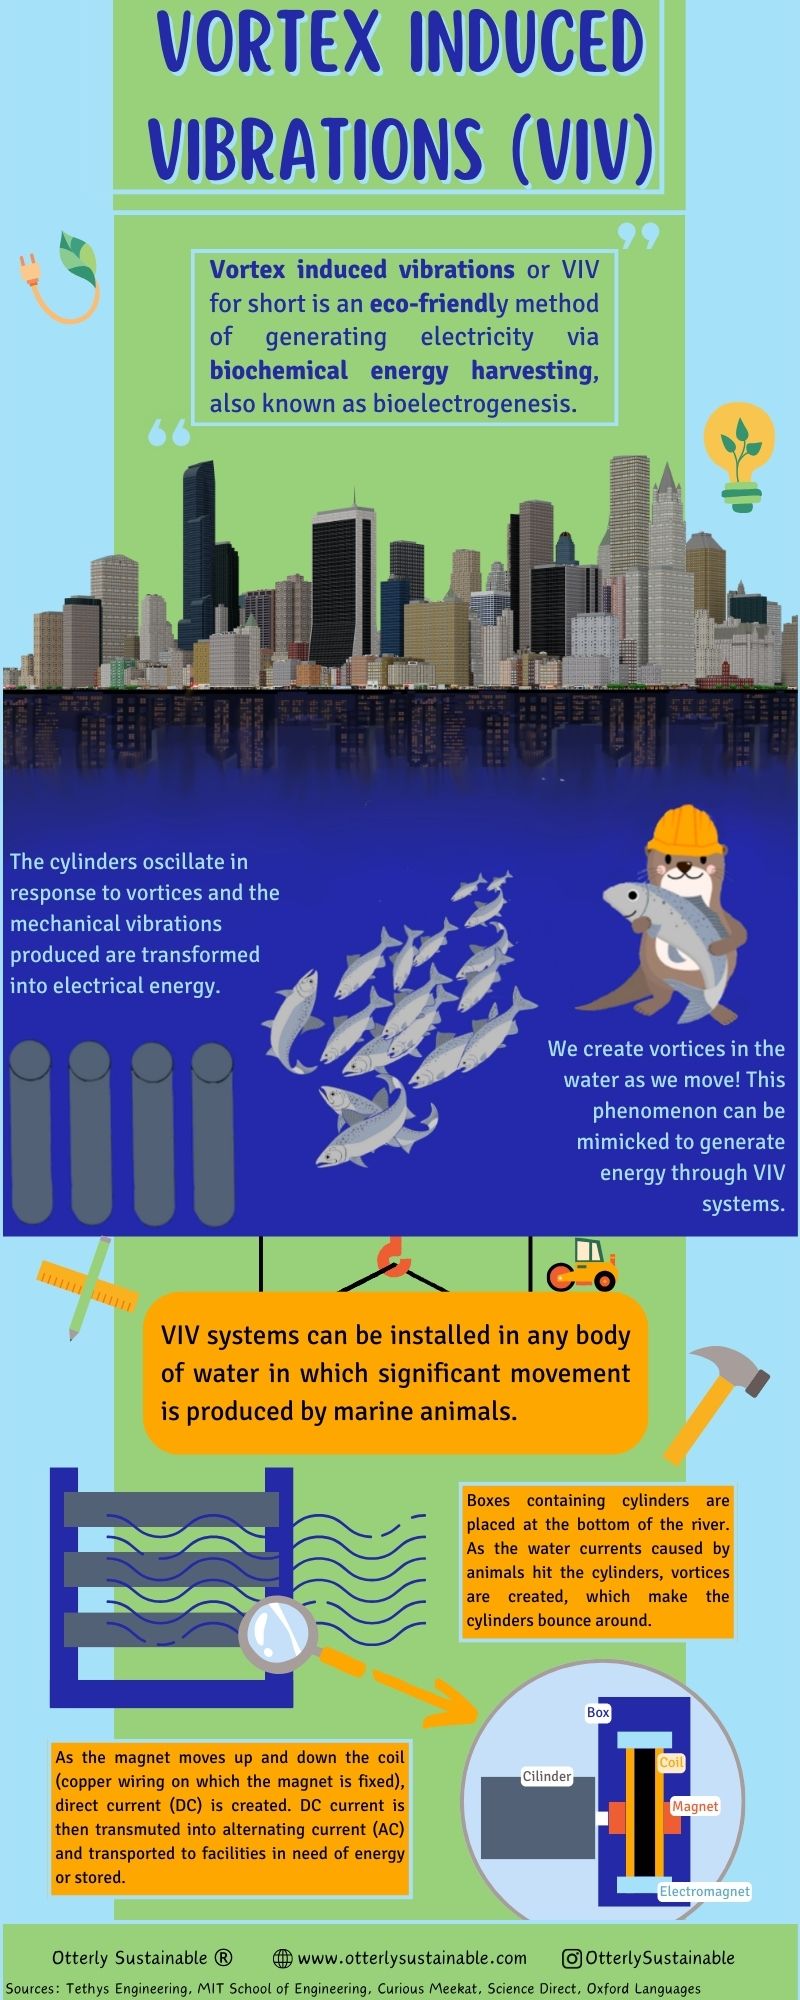 VORTEX INDUCED
VIBRATIONS (VIV)
Vortex induced vibrations or VIV
for short is an eco-friendly method
of generating electricity via
biochemical energy harvesting,
also known as bioelectrogenesis.
The cylinders oscillate in
response to vortices and the
mechanical vibrations
produced are transformed
into electrical energy.
We create vortices in the
water as we move! This
phenomenon can be
mimicked to generate
energy through VIV
systems.
VIV systems can be installed in any body
of water in which significant movement
is produced by marine animals.
Boxes containing cylinders are
placed at the bottom of the river.
As the water currents caused by
animals hit the cylinders, vortices
are created, which make the
cylinders bounce around.
Box
Coil
Cilinder
Magnet
Electromagnet
As the magnet moves up and down the coil
(copper wiring on which the magnet is fixed),
direct current (DC) is created. DC current is
then transmuted into alternating current (AC)
and transported to facilities in need of energy
or stored.
Otterly Sustainable ® www.otterlysustainable.com OtterlySustainable
Sources: Tethys Engineering, MIT School of Engineering, Curious Meekat, Science Direct, Oxford Languages